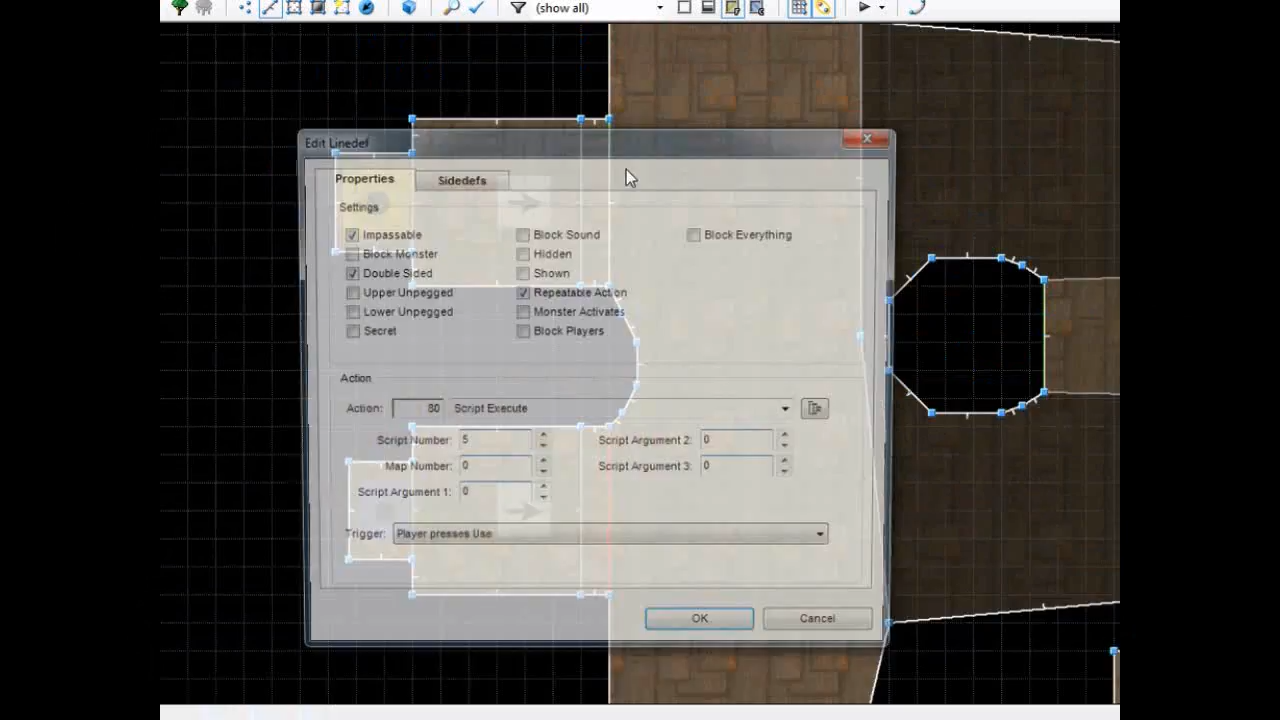 (show all)
Edit Linedef
Properties
Sidedefs
Settings
Impassable
Block Sound
Block Everything
Block Monster
Hidden
Double Sided
Shown
Upper Unpegged
Repeatable Action
Lower Unpegged
Monster Activates
Secret
Block Players
Action
Action: 80 Script Execute
Script Number: 5
Script Argument 2: 0
Map Number: 0
Script Argument 3: 0
Script Argument 1: 0
Trigger: Player presses Use
OK
Cancel